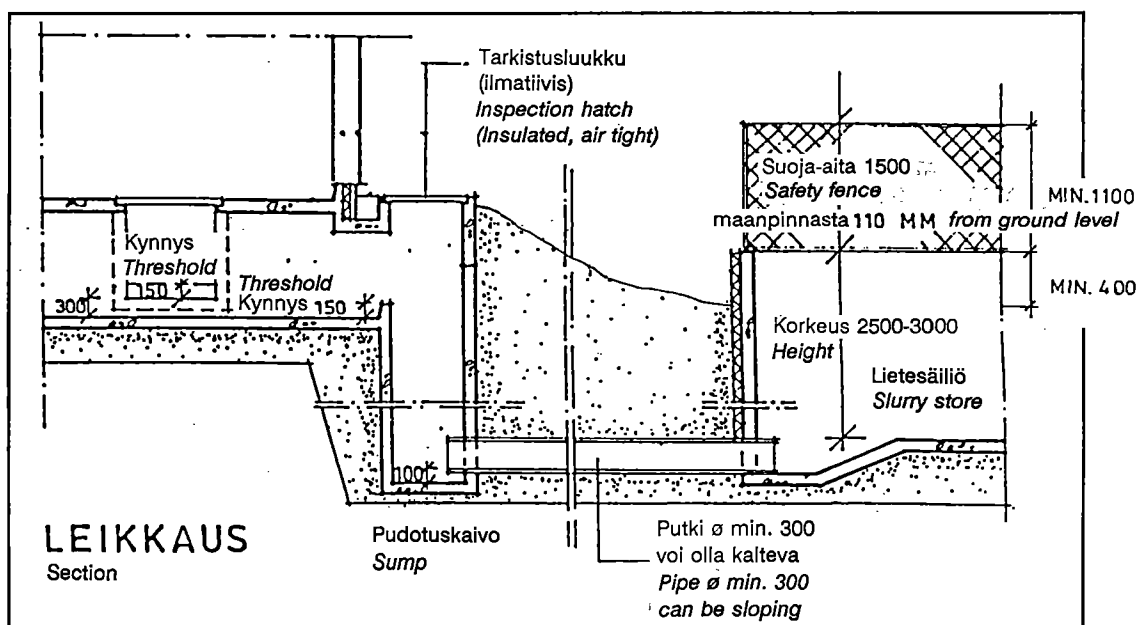 Tarkistusluukku
(ilmatiivis)
Inspection hatch
(Insulated, air tight)
Suoja-aita 1500
Safety fence
maanpinnasta 110 MM from ground level
MIN. 1100
MIN. 400
Kynnys
Threshold
150
300
Threshold
Kynnys 150
Korkeus 2500-3000
Height
Lietesäiliö
Slurry store
100
LEIKKAUS
Section
Pudotuskaivo
Sump
Putki ø min. 300
voi olla kalteva
Pipe ø min. 300
can be sloping